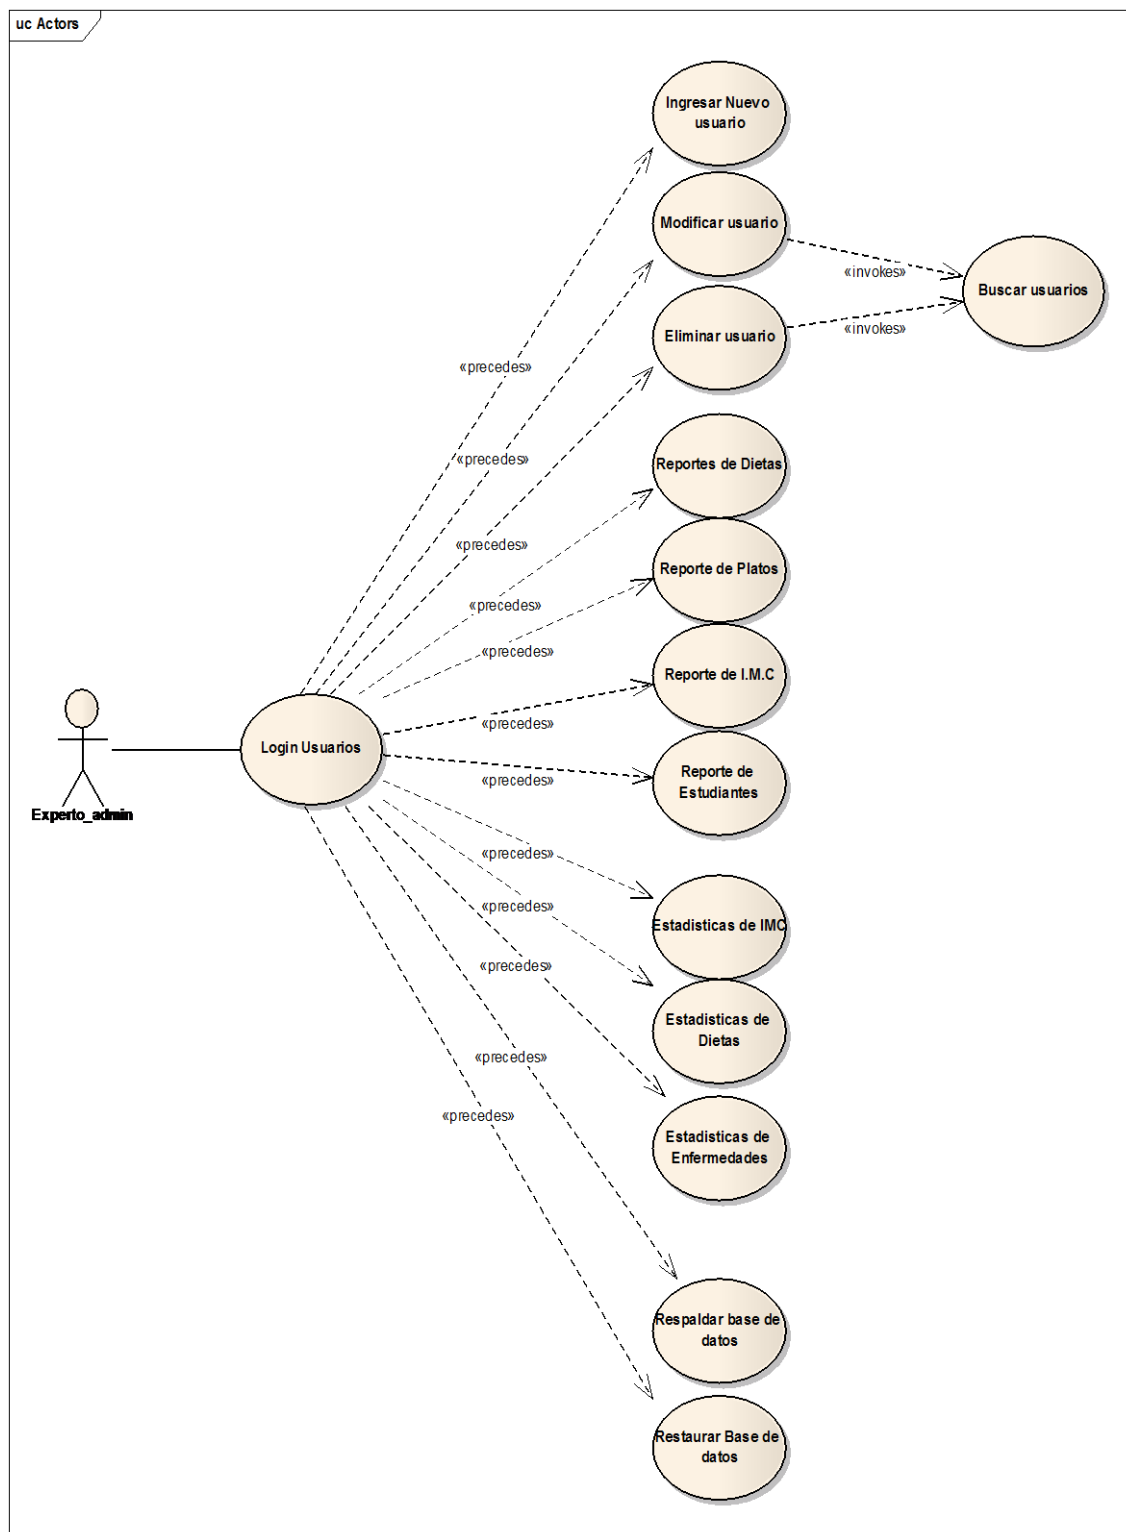 uc Actors
Ingresar Nuevo
usuario
Modificar usuario
«invokes»
Buscar usuarios
Eliminar usuario
«invokes»
«precedes»
«precedes»
Reportes de Dietas
«precedes»
Reporte de Platos
«precedes»
«precedes»
Reporte de I.M.C
«precedes»
Login Usuarios
Reporte de
Estudiantes
«precedes»
Experto_admin
«precedes»
Estadisticas de IMC
«precedes»
«precedes»
Estadisticas de
Dietas
«precedes»
«precedes»
Estadisticas de
Enfermedades
Respaldar base de
datos
Restaurar Base de
datos